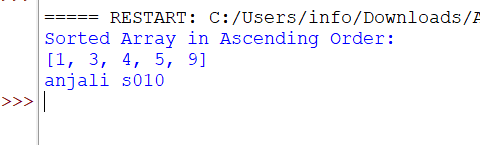 ===== RESTART: C:/Users/info/Downloads/A
Sorted Array in Ascending Order:
[1, 3, 4, 5, 9]
anjali s010
>>>